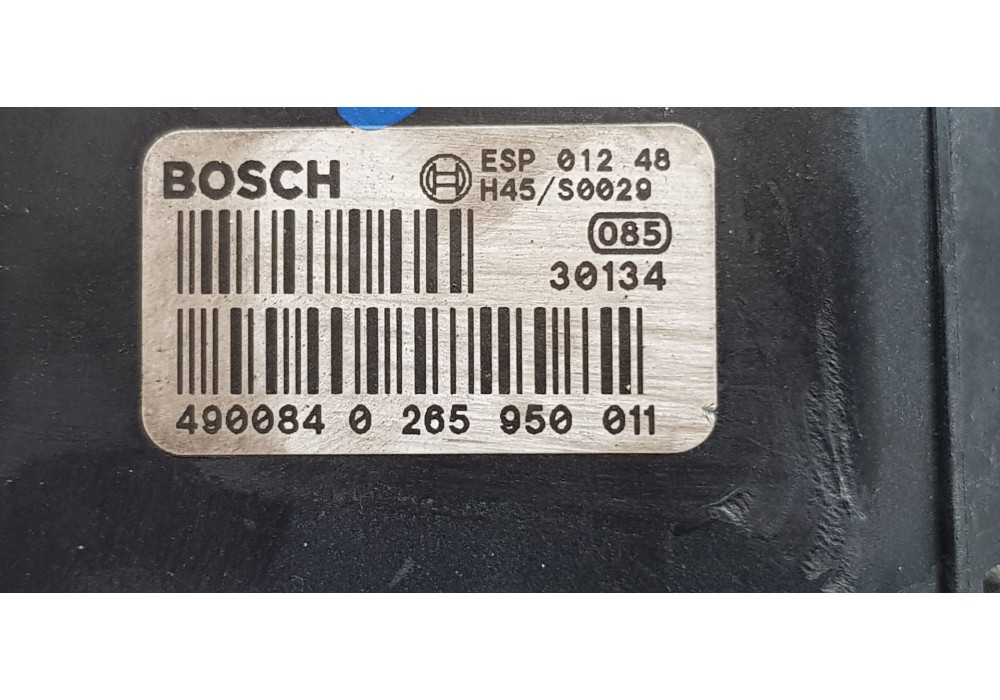 BOSCH
ESP 012 48
H45/S0029
085
30134
490084 0 265 950 011